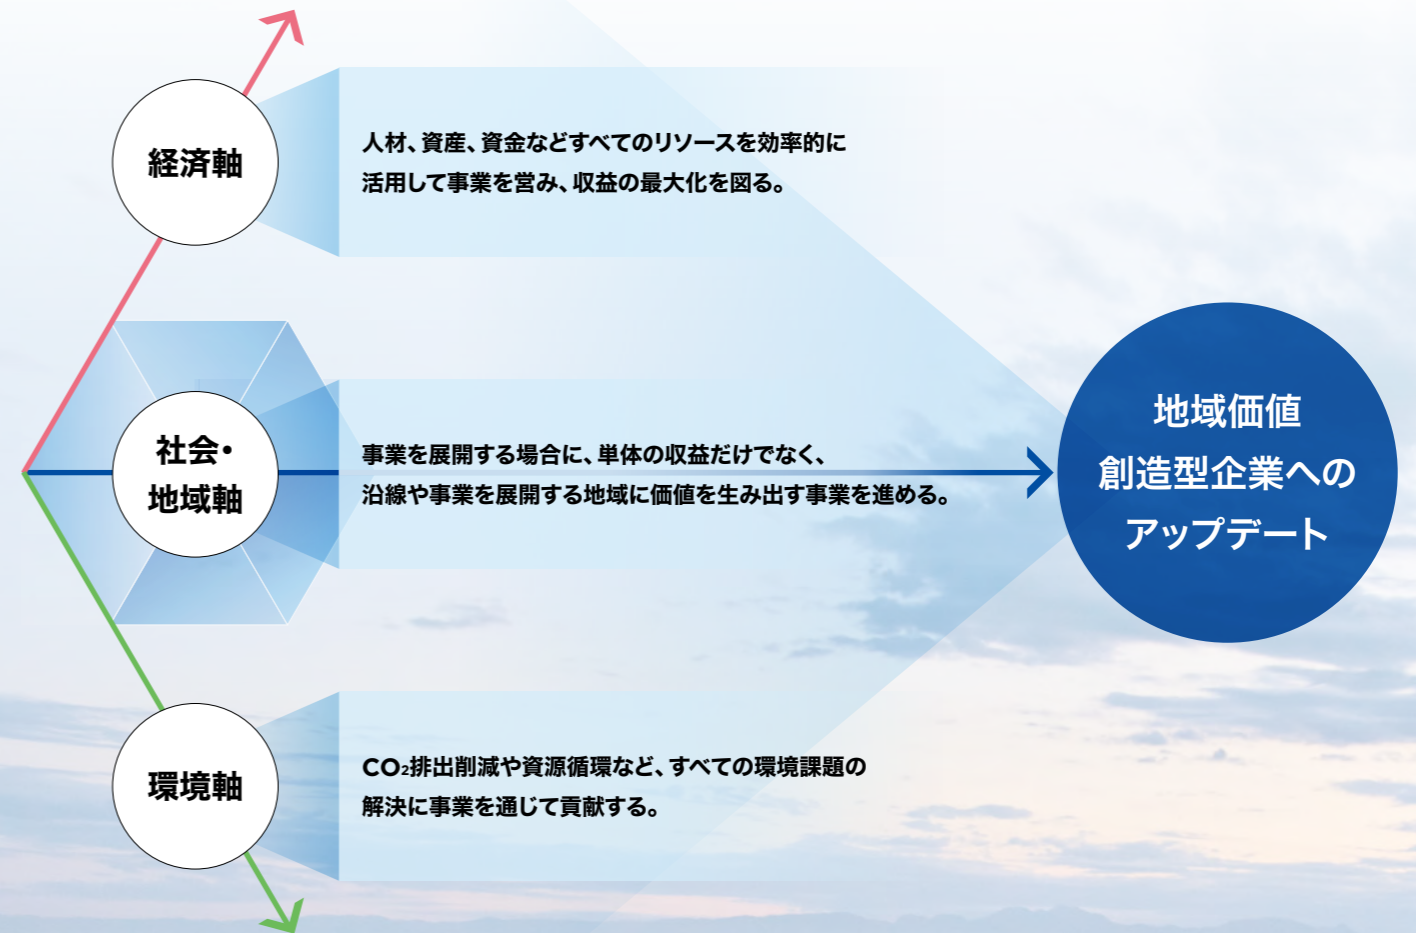 経済軸
人材、資産、資金などすべてのリソースを効率的に
活用して事業を営み、収益の最大化を図る。
社会・
地域軸
事業を展開する場合に、単体の収益だけでなく、
沿線や事業を展開する地域に価値を生み出す事業を進める。
地域価値
創造型企業への
アップデート
環境軸
CO₂排出削減や資源循環など、すべての環境課題の
解決に事業を通じて貢献する。